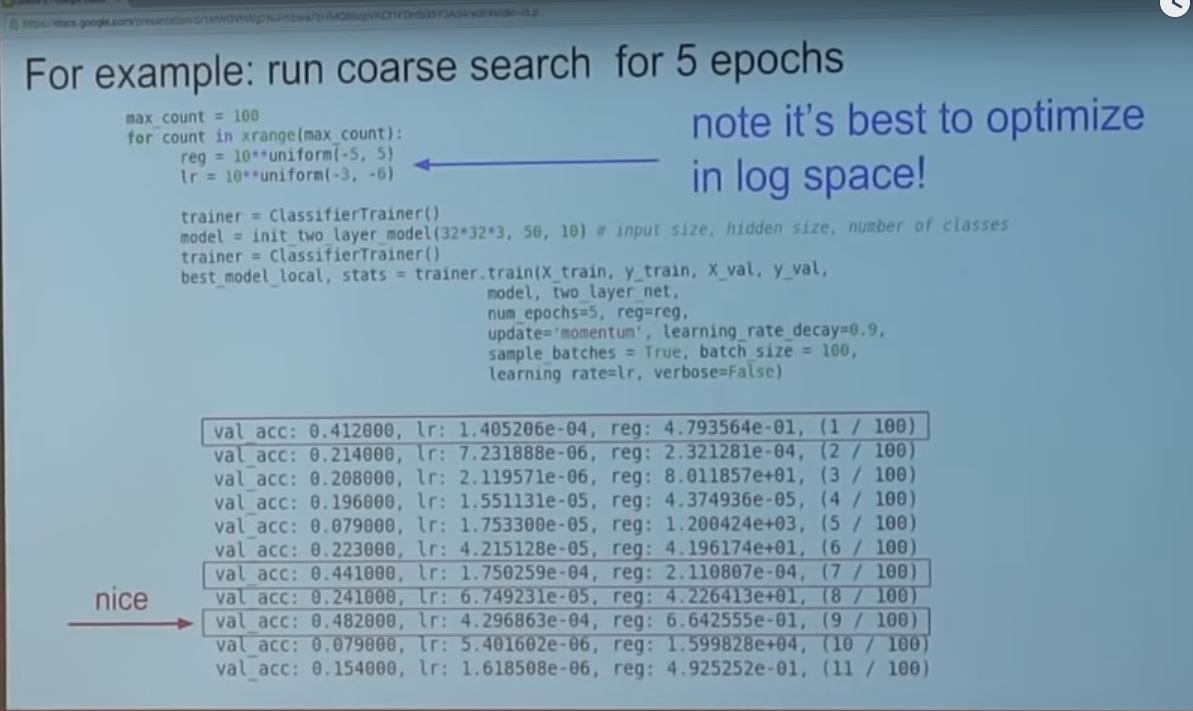 For example: run coarse search for 5 epochs
max_count = 100
for count in xrange(max_count):
reg = 10**uniform(-5, 5)
lr = 10**uniform(-3, -6)
note it's best to optimize
in log space!
trainer = ClassifierTrainer()
model = init_two_layer_model(32*32*3, 50, 10) # input size, hidden size, number of classes
trainer = ClassifierTrainer()
best_model_local, stats = trainer.train(X_train, y_train, X_val, y_val,
model, two_layer_net,
num_epochs=5, reg=reg,
update='momentum', learning_rate_decay=0.9,
sample_batches = True, batch_size = 100,
learning_rate=lr, verbose=False)
val_acc: 0.412000, lr: 1.405206e-04, reg: 4.793564e-01, (1 / 100)
val_acc: 0.214000, lr: 7.231888e-06, reg: 2.321281e-04, (2 / 100)
val_acc: 0.208000, lr: 2.119571e-06, reg: 8.011857e+01, (3 / 100)
val_acc: 0.196000, lr: 1.551131e-05, reg: 4.374936e-05, (4 / 100)
val_acc: 0.079000, lr: 1.753300e-05, reg: 1.200424e+03, (5 / 100)
val_acc: 0.223000, lr: 4.215128e-05, reg: 4.196174e+01, (6 / 100)
val_acc: 0.441000, lr: 1.750259e-04, reg: 2.110807e-04, (7 / 100)
nice
val_acc: 0.241000, lr: 6.749231e-05, reg: 4.226413e+01, (8 / 100)
val_acc: 0.482000, lr: 4.296863e-04, reg: 6.642555e-01, (9 / 100)
val_acc: 0.079000, lr: 5.401602e-06, reg: 1.599828e+04, (10 / 100)
val_acc: 0.154000, lr: 1.618508e-06, reg: 4.925252e-01, (11 / 100)